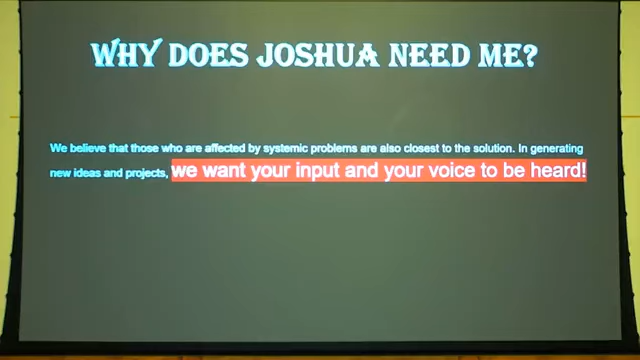 WHY DOES JOSHUA NEED ME?
We believe that those who are affected by systemic problems are also closest to the solution. In generating
new ideas and projects, we want your input and your voice to be heard!